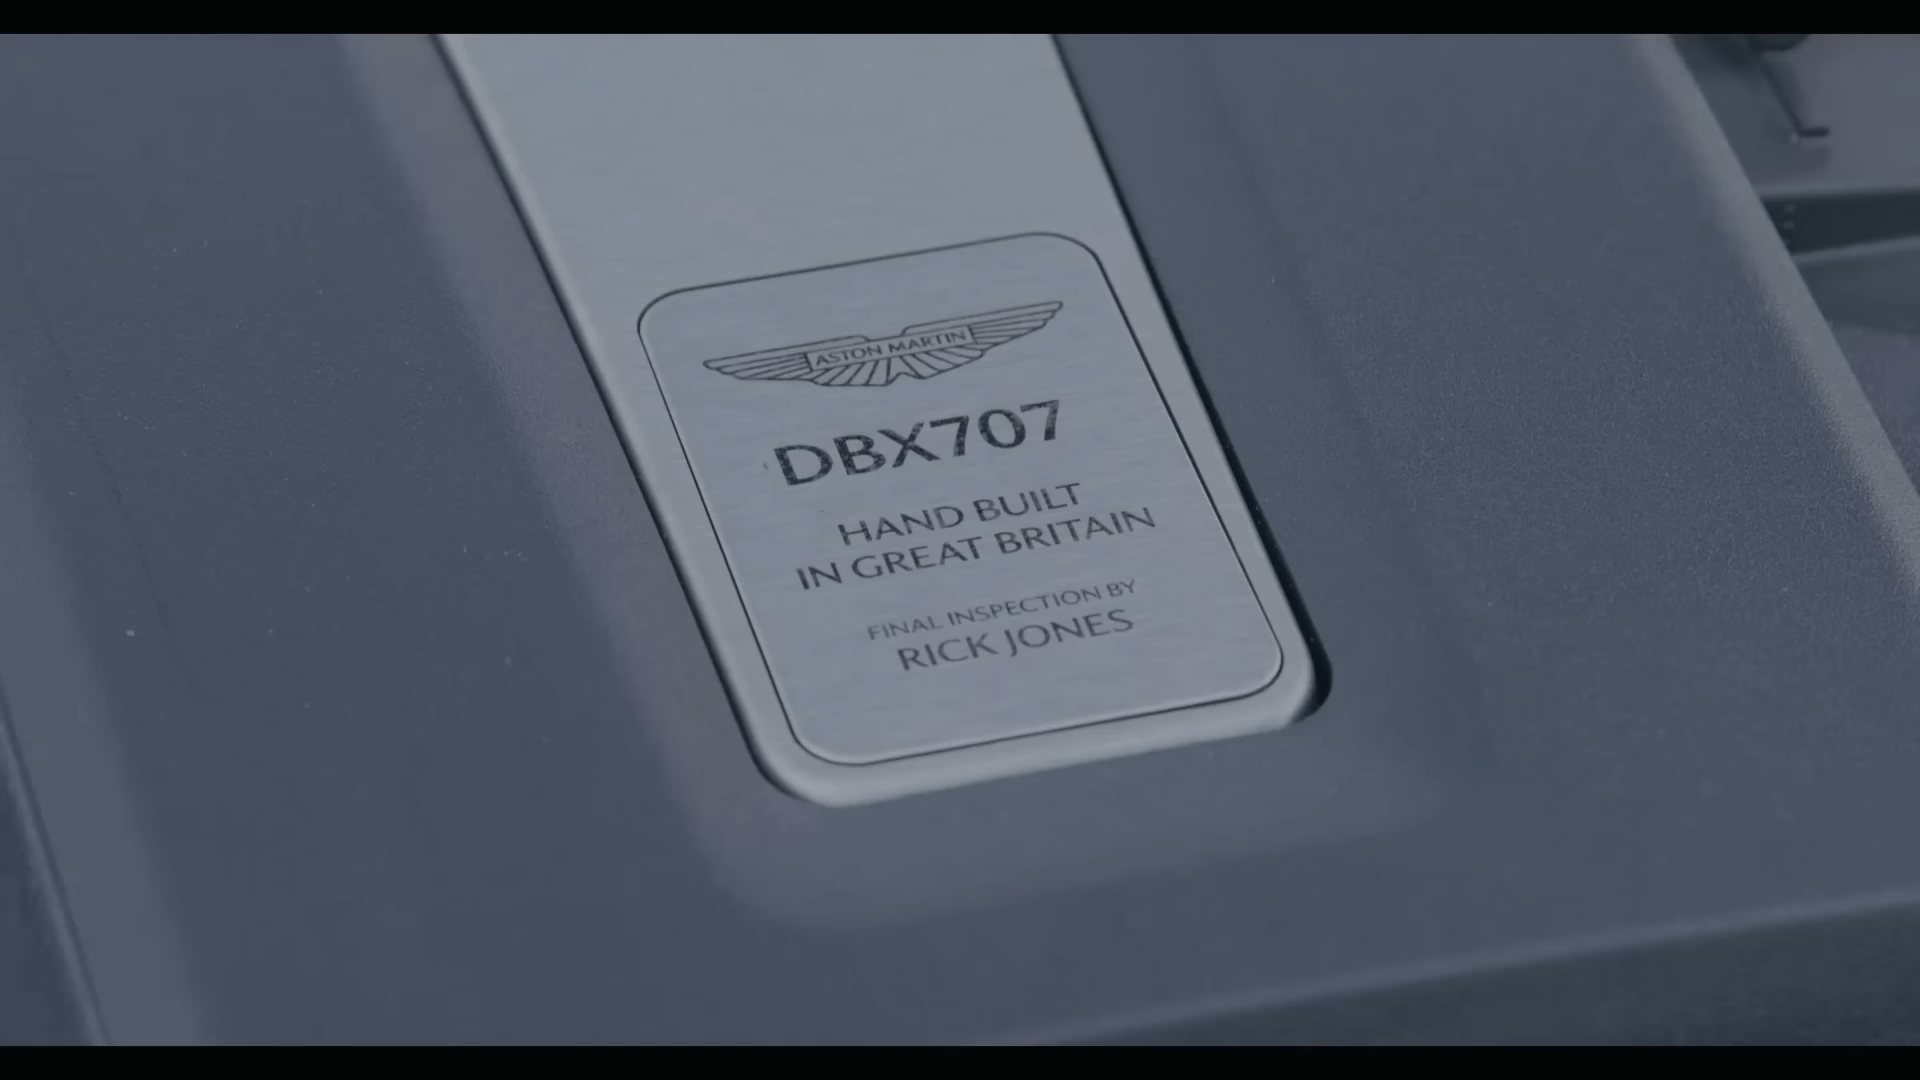 ASTON MARTIN
DBX707
HAND BUILT
IN GREAT BRITAIN
FINAL INSPECTION BY
RICK JONES